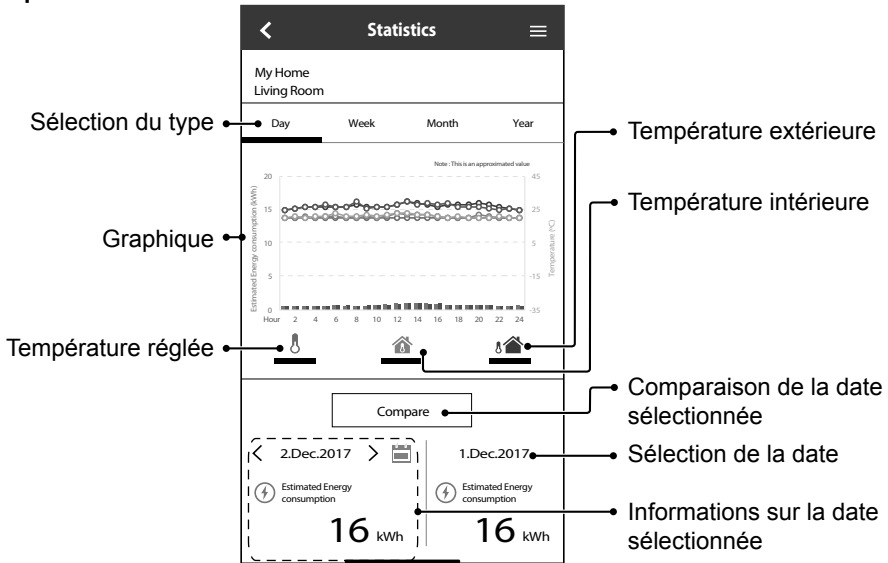 Statistics
My Home
Living Room
Sélection du type
Day Week Month Year
Température extérieure
Note : This is an approximated value
Température intérieure
Graphique
Estimated Energy consumption (kWh)
20
15
10
5
0
45
25
5
-15
-35
Temperature (ºC)
Hour 2 4 6 8 10 12 14 16 18 20 22 24
Température réglée
Compare
Comparaison de la date
sélectionnée
2.Dec.2017
1.Dec.2017
Sélection de la date
Estimated Energy
consumption
16 kWh
Estimated Energy
consumption
16 kWh
Informations sur la date
sélectionnée